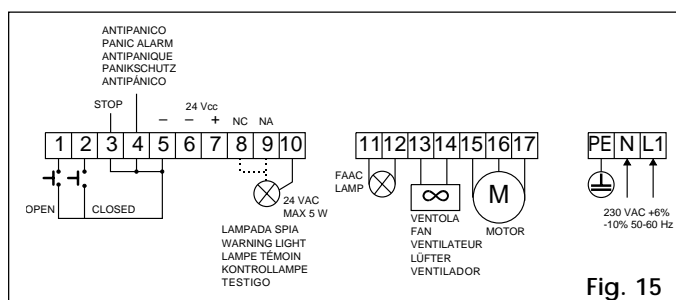 ANTIPANICO
PANIC ALARM
ANTIPANIQUE
PANIKSCHUTZ
ANTIPÁNICO
STOP
24 Vcc
– – + NC NA
1 2 3 4 5 6 7 8 9 10
11 12 13 14 15 16 17
PE N L1
OPEN
CLOSED
24 VAC
MAX 5 W
LAMPADA SPIA
WARNING LIGHT
LAMPE TÉMOIN
KONTROLLAMPE
TESTIGO
FAAC
LAMP
VENTOLA
FAN
VENTILATEUR
LÜFTER
VENTILADOR
M
MOTOR
230 VAC +6%
-10% 50-60 Hz
Fig. 15